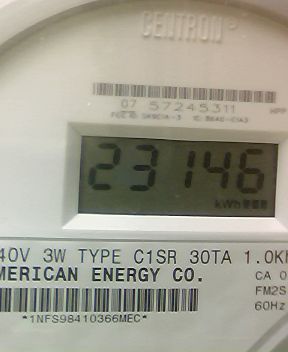 CENTRON®
07 57245311
23146
kWh
40V 3W TYPE C1SR 30TA 1.0K
MERICAN ENERGY CO.
CA 0
FM2S
60Hz
*1NFS98410366MEC*